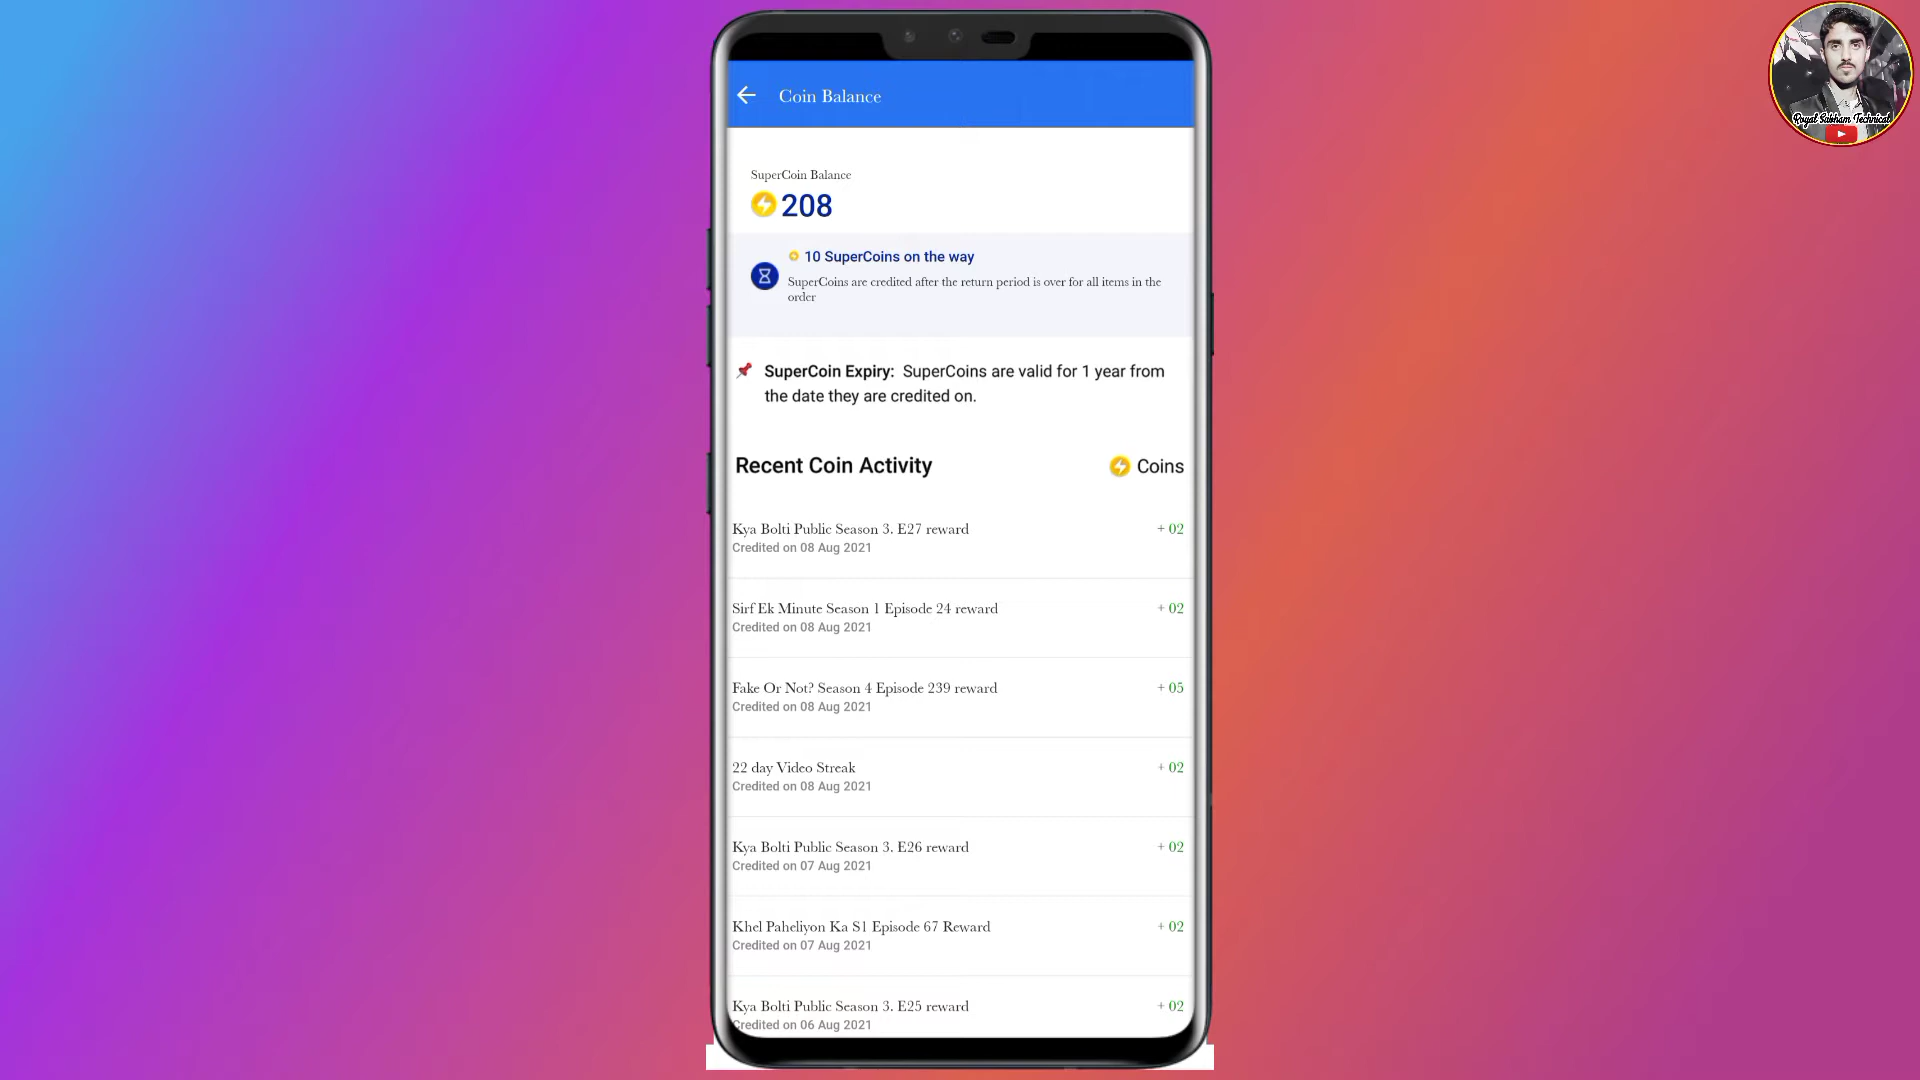 Coin Balance
Royal Sabham Technical
SuperCoin Balance
208
10 SuperCoins on the way
SuperCoins are credited after the return period is over for all items in the
order
SuperCoin Expiry: SuperCoins are valid for 1 year from
the date they are credited on.
Recent Coin Activity Coins
Kya Bolti Public Season 3. E27 reward + 02
Credited on 08 Aug 2021
Sirf Ek Minute Season 1 Episode 24 reward + 02
Credited on 08 Aug 2021
Fake Or Not? Season 4 Episode 239 reward + 05
Credited on 08 Aug 2021
22 day Video Streak + 02
Credited on 08 Aug 2021
Kya Bolti Public Season 3. E26 reward + 02
Credited on 07 Aug 2021
Khel Paheliyon Ka S1 Episode 67 Reward + 02
Credited on 07 Aug 2021
Kya Bolti Public Season 3. E25 reward + 02
Credited on 06 Aug 2021